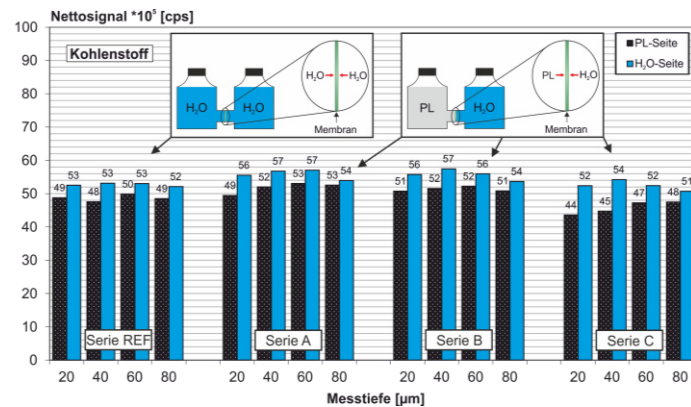 Nettosignal *10⁵ [cps]
100
90
80
70
60
50
40
30
20
10
0
Kohlenstoff
H₂O H₂O
H₂O H₂O
Membran
PL H₂O
PL H₂O
Membran
PL-Seite
H₂O-Seite
49 53 48 53 50 53 49 52
49 56 52 57 53 57 53 54
51 56 52 57 52 56 51 54
44 52 45 54 47 52 48 51
Serie REF Serie A Serie B Serie C
20 40 60 80 20 40 60 80 20 40 60 80 20 40 60 80
Messtiefe [µm]